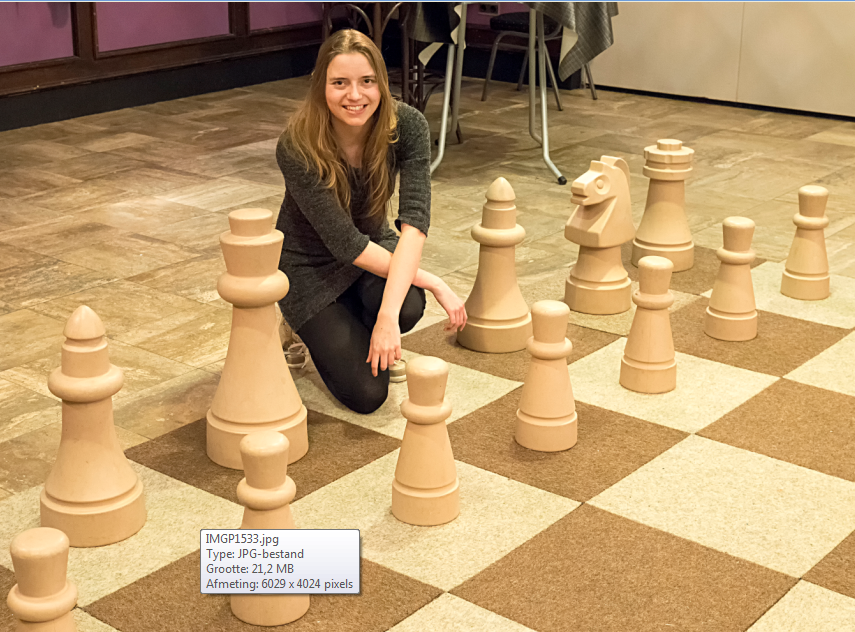 IMGP1533.jpg
Type: JPG-bestand
Grootte: 21,2 MB
Afmeting: 6029 x 4024 pixels